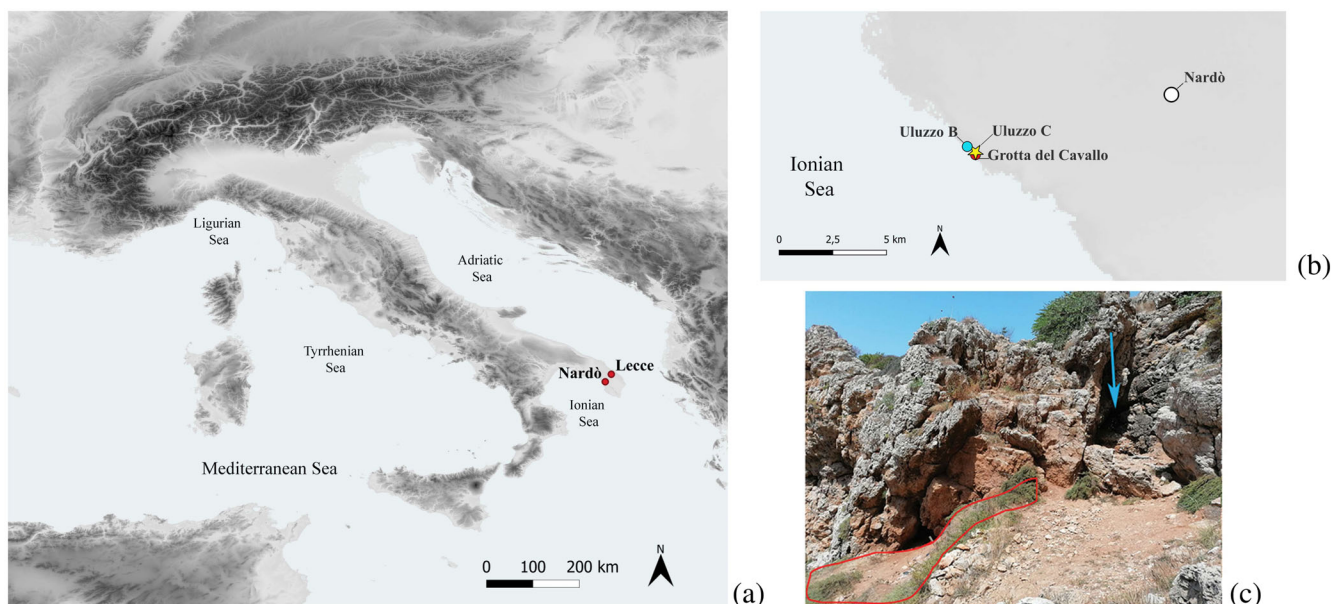 Ligurian
Sea
Adriatic
Sea
Tyrrhenian
Sea
Lecce
Nardò
Ionian
Sea
Mediterranean Sea
N
0 100 200 km
(a)
Nardò
Uluzzo B
Uluzzo C
Grotta del Cavallo
Ionian
Sea
0 2,5 5 km
N
(b)
(c)